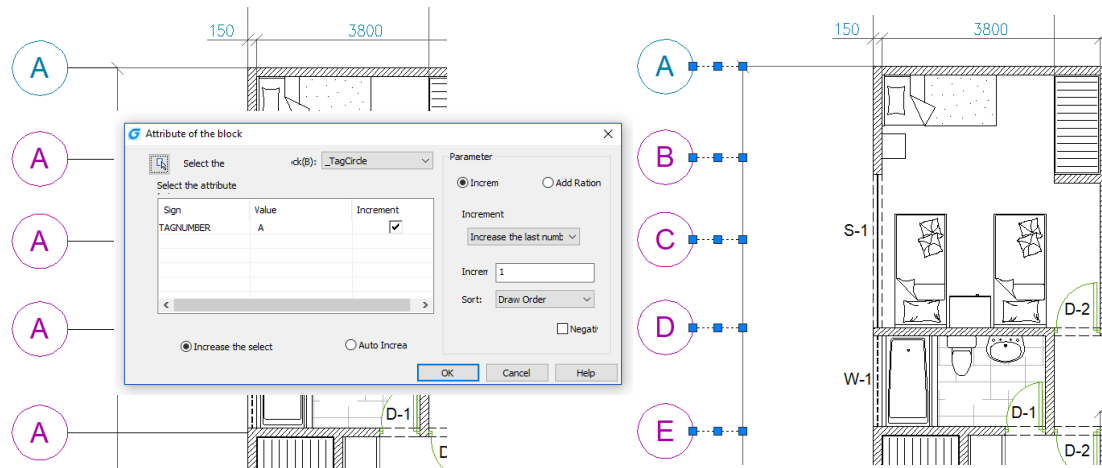 150 3800
A
A
A
A
A
Attribute of the block
Select the
ck(B):
_TagCircle
Select the attribute
Sign Value Increment
TAGNUMBER A
Increase the select
Auto Increa
Parameter
Increm
Add Ration
Increment
Increase the last numb
Increm
1
Sort:
Draw Order
Negati
OK Cancel Help
D-1
150 3800
A
B
C
D
E
S-1
D-2
W-1
D-1
D-2